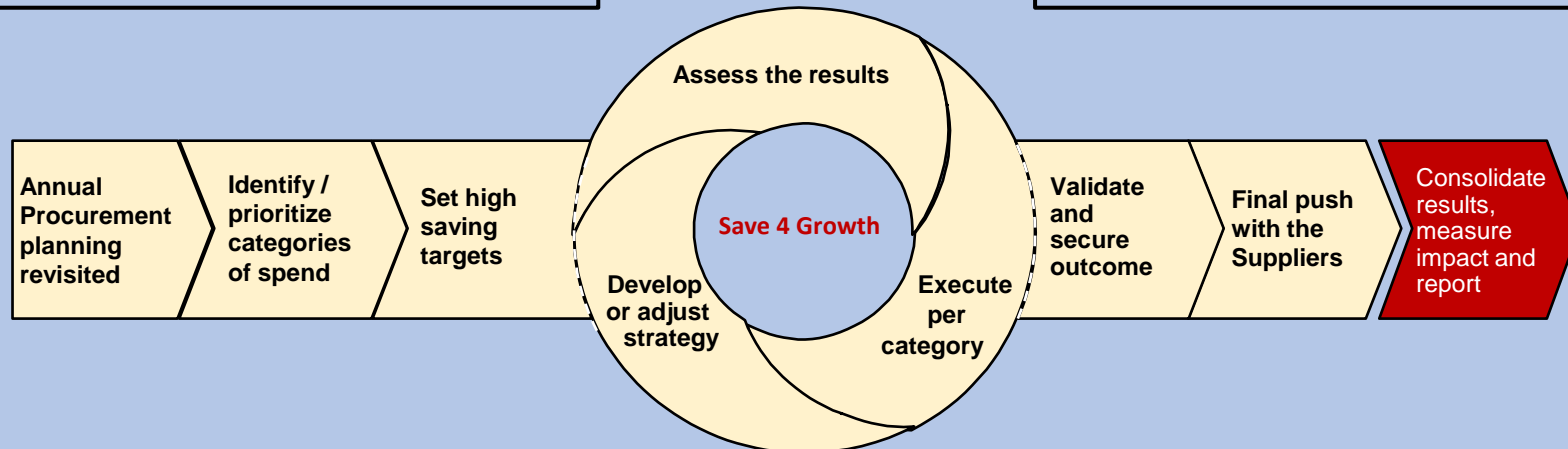 Annual
Procurement
planning
revisited
Identify /
prioritize
categories
of spend
Set high
saving
targets
Assess the results
Save 4 Growth
Develop
or adjust
strategy
Execute
per
category
Validate
and
secure
outcome
Final push
with the
Suppliers
Consolidate
results,
measure
impact and
report